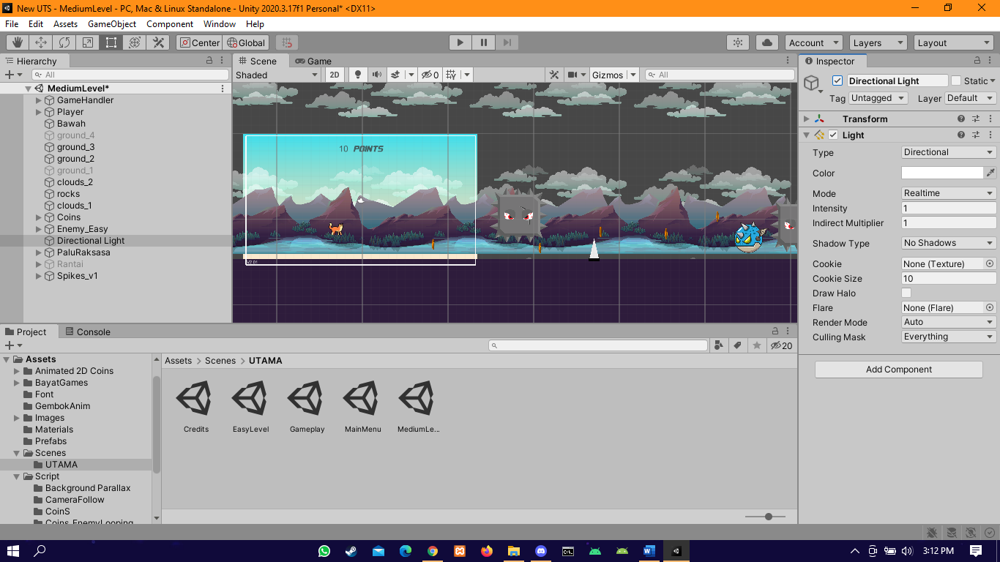 New UTS - MediumLevel - PC, Mac & Linux Standalone - Unity 2020.3.17f1 Personal* <DX11>
File Edit Assets GameObject Component Window Help
Center Global Account Layers Layout
Hierarchy
All
MediumLevel*
GameHandler
Player
Bawah
ground_4
ground_3
ground_2
ground_1
clouds_2
rocks
clouds_1
Coins
Enemy_Easy
Directional Light
PaluRaksasa
Rantai
Spikes_v1
Scene Game
Shaded 2D 0 Gizmos All
10 POINTS
V2.01
Inspector
Directional Light Static
Tag Untagged Layer Default
Transform
Light
Type Directional
Color
Mode Realtime
Intensity 1
Indirect Multiplier 1
Shadow Type No Shadows
Cookie None (Texture)
Cookie Size 10
Draw Halo
Flare None (Flare)
Render Mode Auto
Culling Mask Everything
Add Component
Project Console
20
Assets
Animated 2D Coins
BayatGames
Font
GembokAnim
Images
Materials
Prefabs
Scenes
UTAMA
Script
Background Parallax
CameraFollow
CoinS
Coins_EnemyLooping
Assets > Scenes > UTAMA
Credits EasyLevel Gameplay MainMenu MediumLe...
3:12 PM